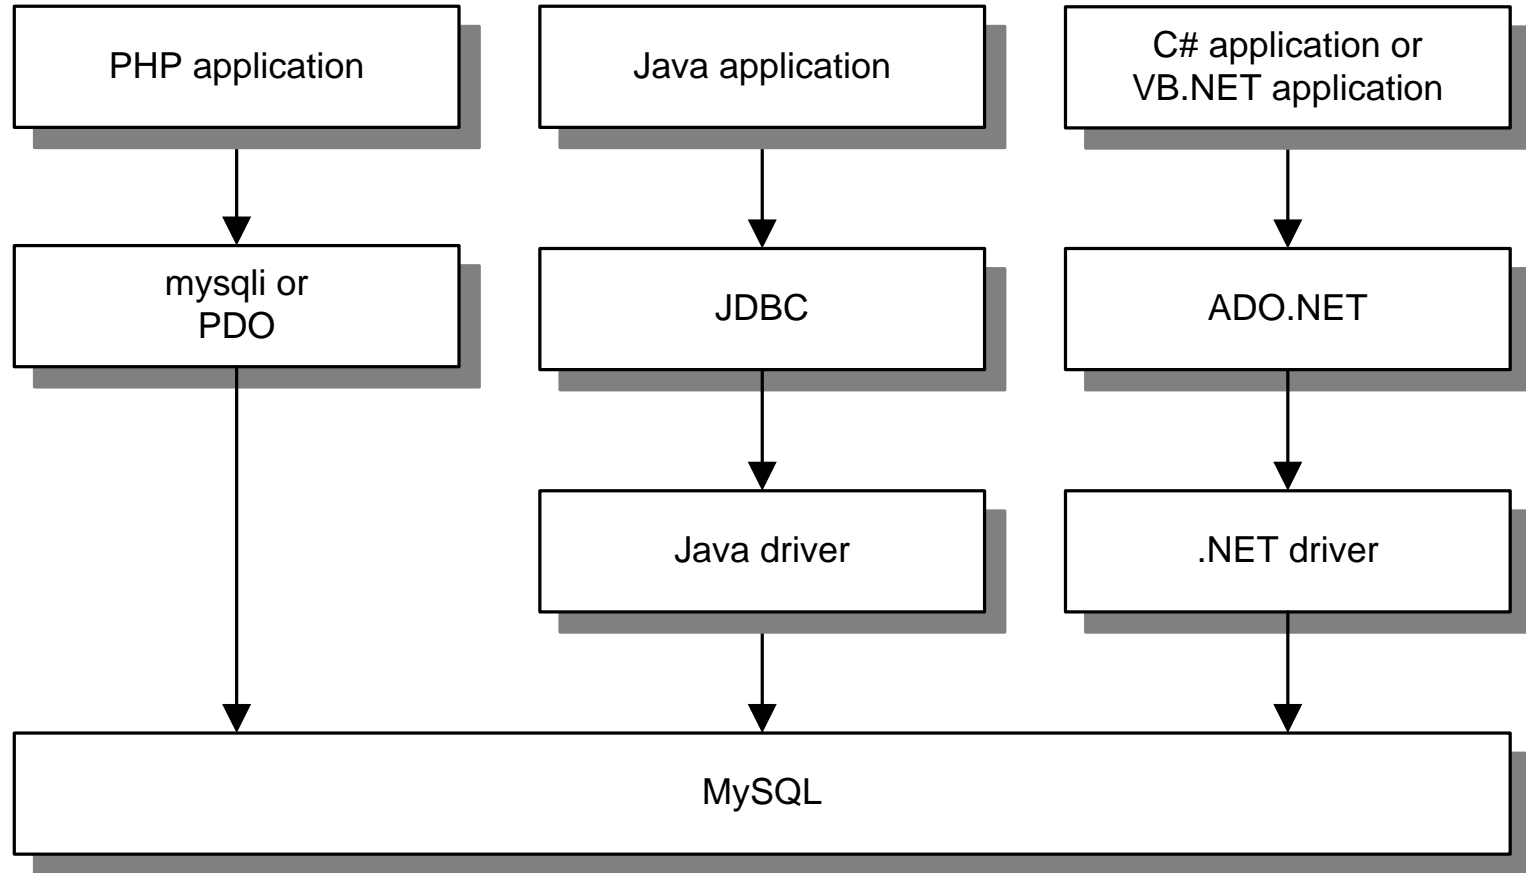 PHP application
Java application
C# application or
VB.NET application
mysqli or
PDO
JDBC
ADO.NET
Java driver
.NET driver
MySQL